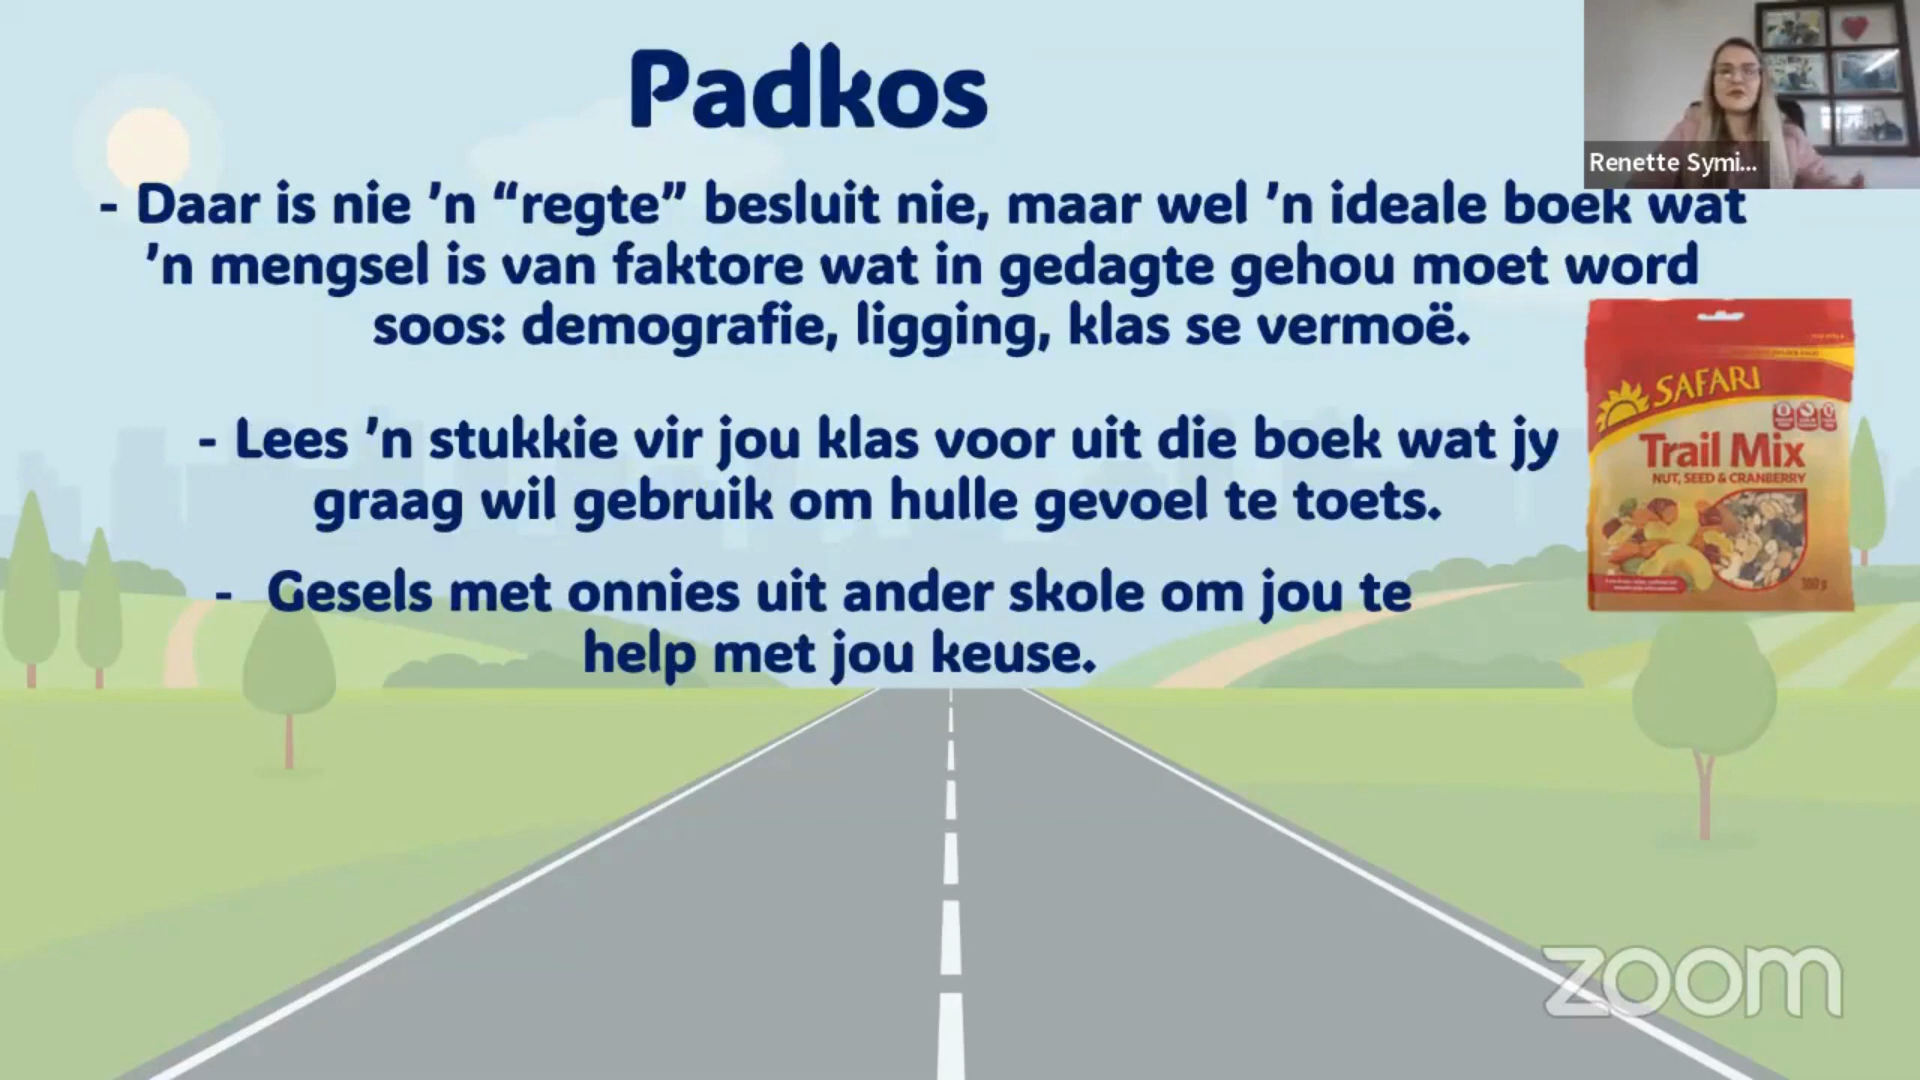 Padkos
Renette Symi...
- Daar is nie ’n “regte” besluit nie, maar wel ’n ideale boek wat
’n mengsel is van faktore wat in gedagte gehou moet word
soos: demografie, ligging, klas se vermoë.
SAFARI
Trail Mix
NUT, SEED & CRANBERRY
- Lees ’n stukkie vir jou klas voor uit die boek wat jy
graag wil gebruik om hulle gevoel te toets.
- Gesels met onnies uit ander skole om jou te
help met jou keuse.
zoom